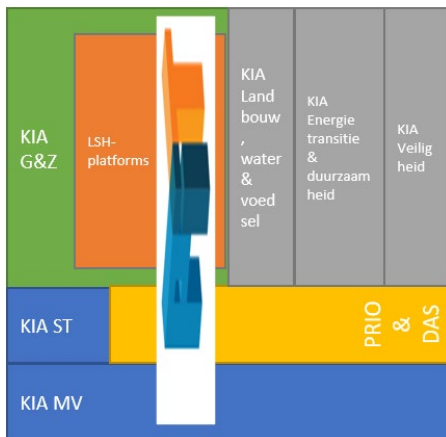 KIA
G&Z
LSH-
platforms
KIA
Land
bouw
,
water
&
voed
sel
KIA
Energie
transitie
&
duurzaam
heid
KIA
Veilig
heid
KIA ST
PRIO
&
DAS
KIA MV